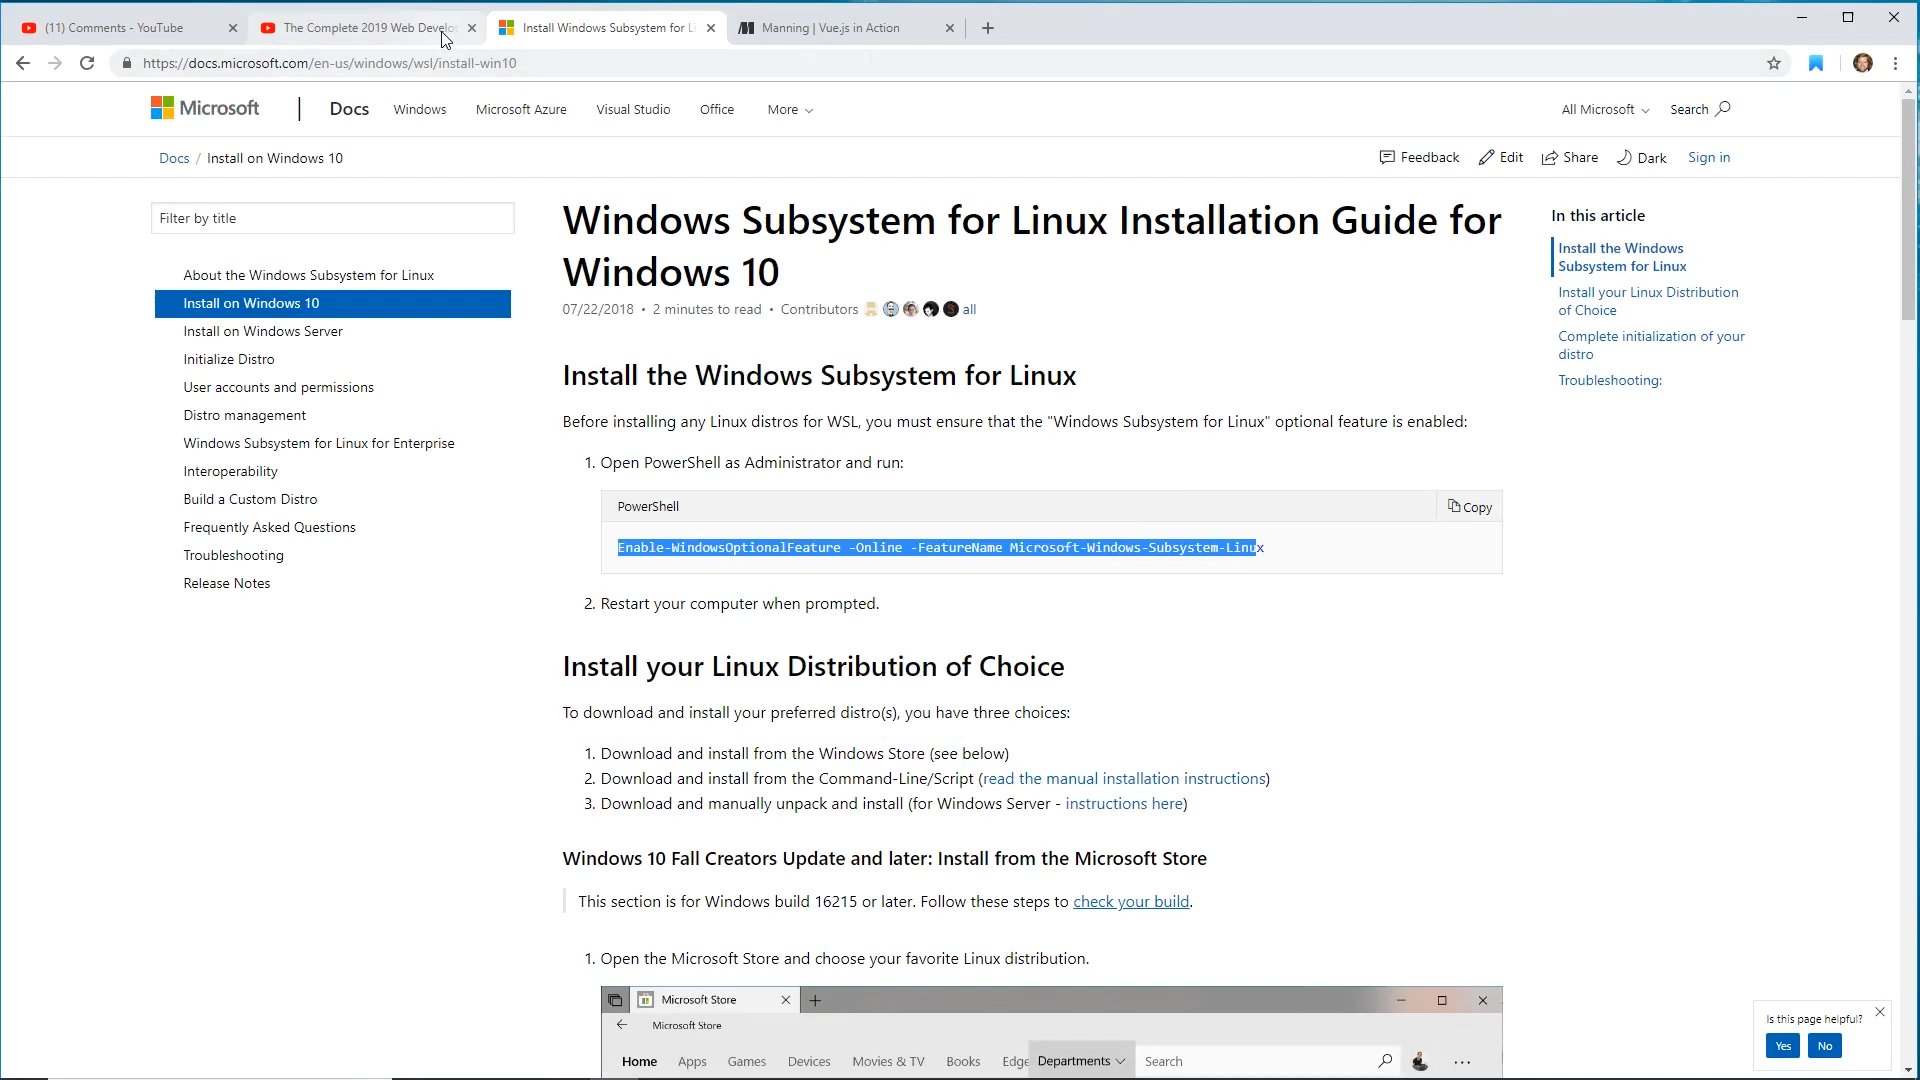 (11) Comments - YouTube
The Complete 2019 Web Develo
Install Windows Subsystem for Li
Manning | Vue.js in Action
https://docs.microsoft.com/en-us/windows/wsl/install-win10
Microsoft
Docs
Windows
Microsoft Azure
Visual Studio
Office
More
All Microsoft
Search
Docs / Install on Windows 10
Feedback
Edit
Share
Dark
Sign in
Filter by title
About the Windows Subsystem for Linux
Install on Windows 10
Install on Windows Server
Initialize Distro
User accounts and permissions
Distro management
Windows Subsystem for Linux for Enterprise
Interoperability
Build a Custom Distro
Frequently Asked Questions
Troubleshooting
Release Notes
Windows Subsystem for Linux Installation Guide for
Windows 10
07/22/2018 • 2 minutes to read • Contributors all
Install the Windows Subsystem for Linux
Before installing any Linux distros for WSL, you must ensure that the "Windows Subsystem for Linux" optional feature is enabled:
1. Open PowerShell as Administrator and run:
PowerShell
Copy
Enable-WindowsOptionalFeature -Online -FeatureName Microsoft-Windows-Subsystem-Linux
2. Restart your computer when prompted.
Install your Linux Distribution of Choice
To download and install your preferred distro(s), you have three choices:
1. Download and install from the Windows Store (see below)
2. Download and install from the Command-Line/Script (read the manual installation instructions)
3. Download and manually unpack and install (for Windows Server - instructions here)
Windows 10 Fall Creators Update and later: Install from the Microsoft Store
This section is for Windows build 16215 or later. Follow these steps to check your build.
1. Open the Microsoft Store and choose your favorite Linux distribution.
Microsoft Store
Microsoft Store
Home
Apps
Games
Devices
Movies & TV
Books
Edge
Departments
Search
In this article
Install the Windows
Subsystem for Linux
Install your Linux Distribution
of Choice
Complete initialization of your
distro
Troubleshooting:
Is this page helpful?
Yes
No